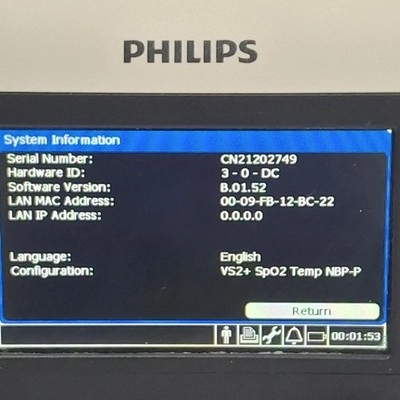 PHILIPS
System Information
Serial Number: CN21202749
Hardware ID: 3 - 0 - DC
Software Version: B.01.52
LAN MAC Address: 00-09-FB-12-BC-22
LAN IP Address: 0.0.0.0
Language: English
Configuration: VS2+ SpO2 Temp NBP-P
Return
00:01:53